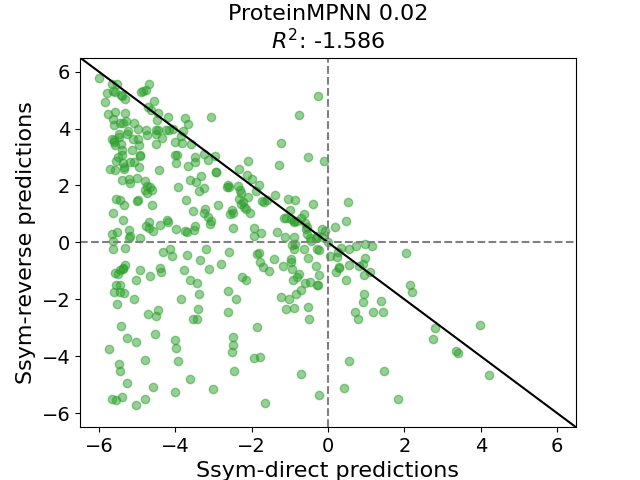 ProteinMPNN 0.02
R²: -1.586
Ssym-reverse predictions
6
4
2
0
−2
−4
−6
−6 −4 −2 0 2 4 6
Ssym-direct predictions